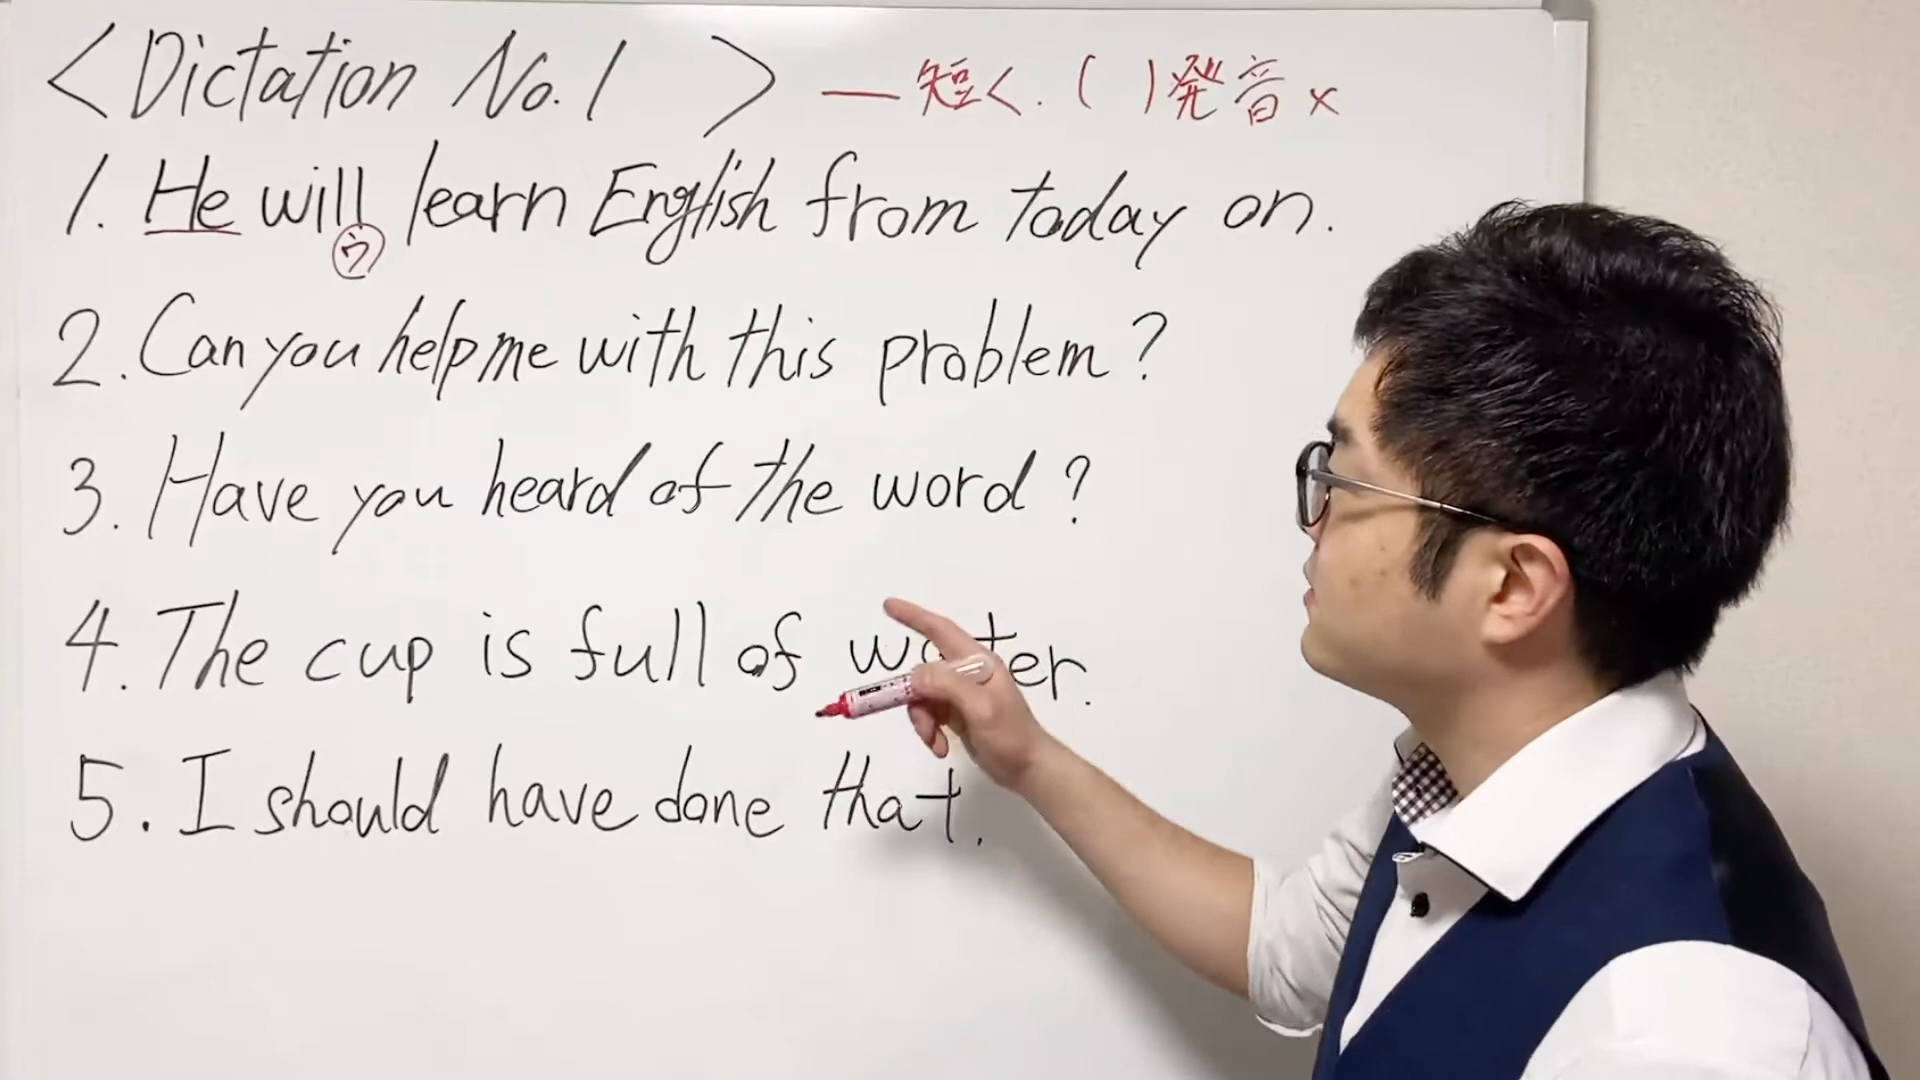 <Dictation No.1> — 短く. ( )発音×
1. He will learn English from today on.
ウ
2. Can you help me with this problem?
3. Have you heard of the word?
4. The cup is full of water.
5. I should have done that.